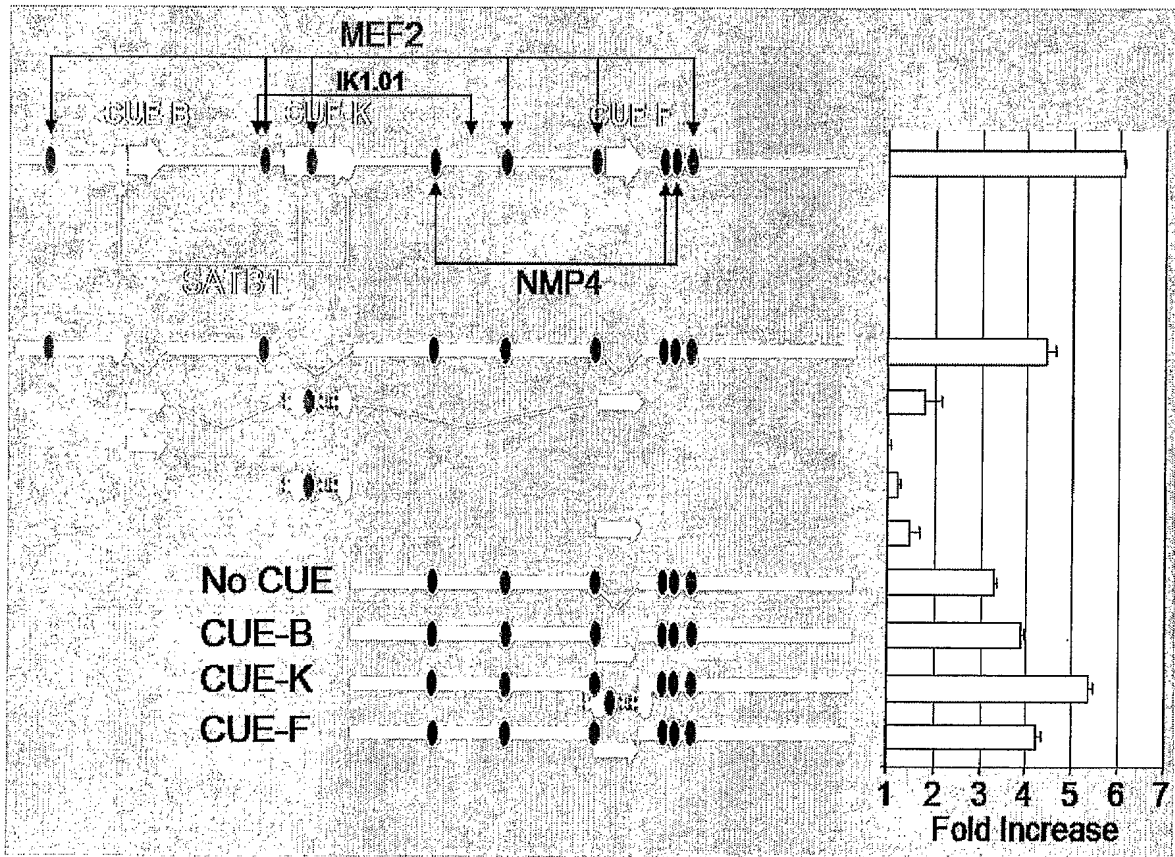 MEF2
IK1.01
CUE-B CUE-K CUE-F
SATB1 NMP4
No CUE
CUE-B
CUE-K
CUE-F
1 2 3 4 5 6 7
Fold Increase